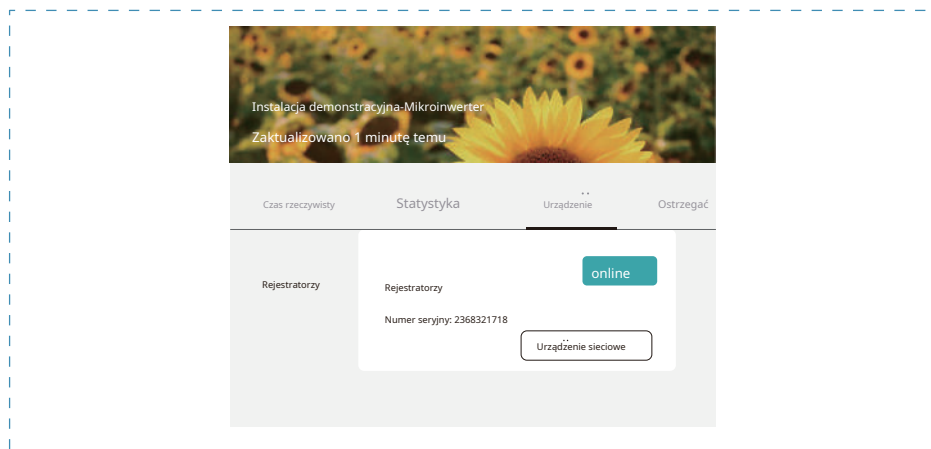 Instalacja demonstracyjna-Mikroinwerter
Zaktualizowano 1 minutę temu
Czas rzeczywisty
Statystyka
Urządzenie
Ostrzegać
Rejestratorzy
online
Rejestratorzy
Numer seryjny: 2368321718
Urządzenie sieciowe